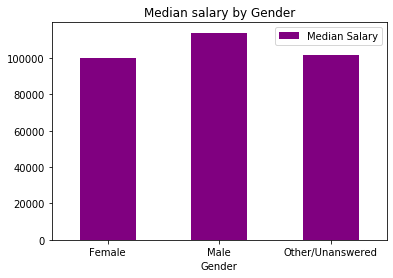 Median salary by Gender
Median Salary
100000
80000
60000
40000
20000
0
Female Male Other/Unanswered
Gender